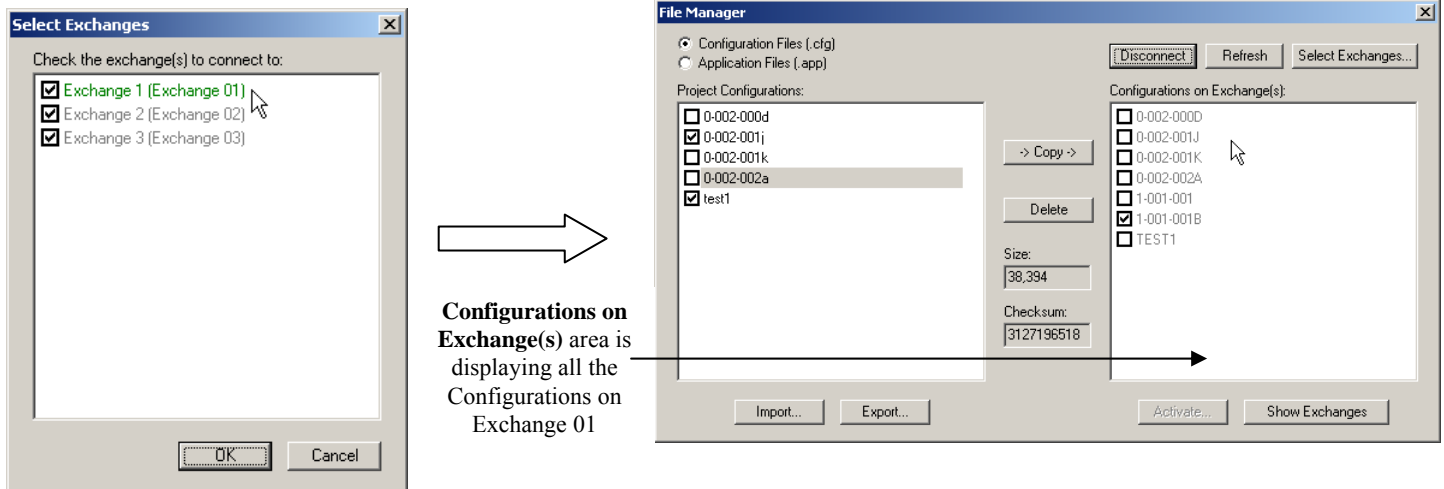 Select Exchanges
Check the exchange(s) to connect to:
Exchange 1 (Exchange 01)
Exchange 2 (Exchange 02)
Exchange 3 (Exchange 03)
OK
Cancel
Configurations on
Exchange(s) area is
displaying all the
Configurations on
Exchange 01
File Manager
Configuration Files (.cfg)
Application Files (.app)
Disconnect
Refresh
Select Exchanges...
Project Configurations:
0-002-000d
0-002-001j
0-002-001k
0-002-002a
test1
-> Copy ->
Delete
Size:
38,394
Checksum:
3127196518
Configurations on Exchange(s):
0-002-000D
0-002-001J
0-002-001K
0-002-002A
1-001-001
1-001-001B
TEST1
Import...
Export...
Activate...
Show Exchanges